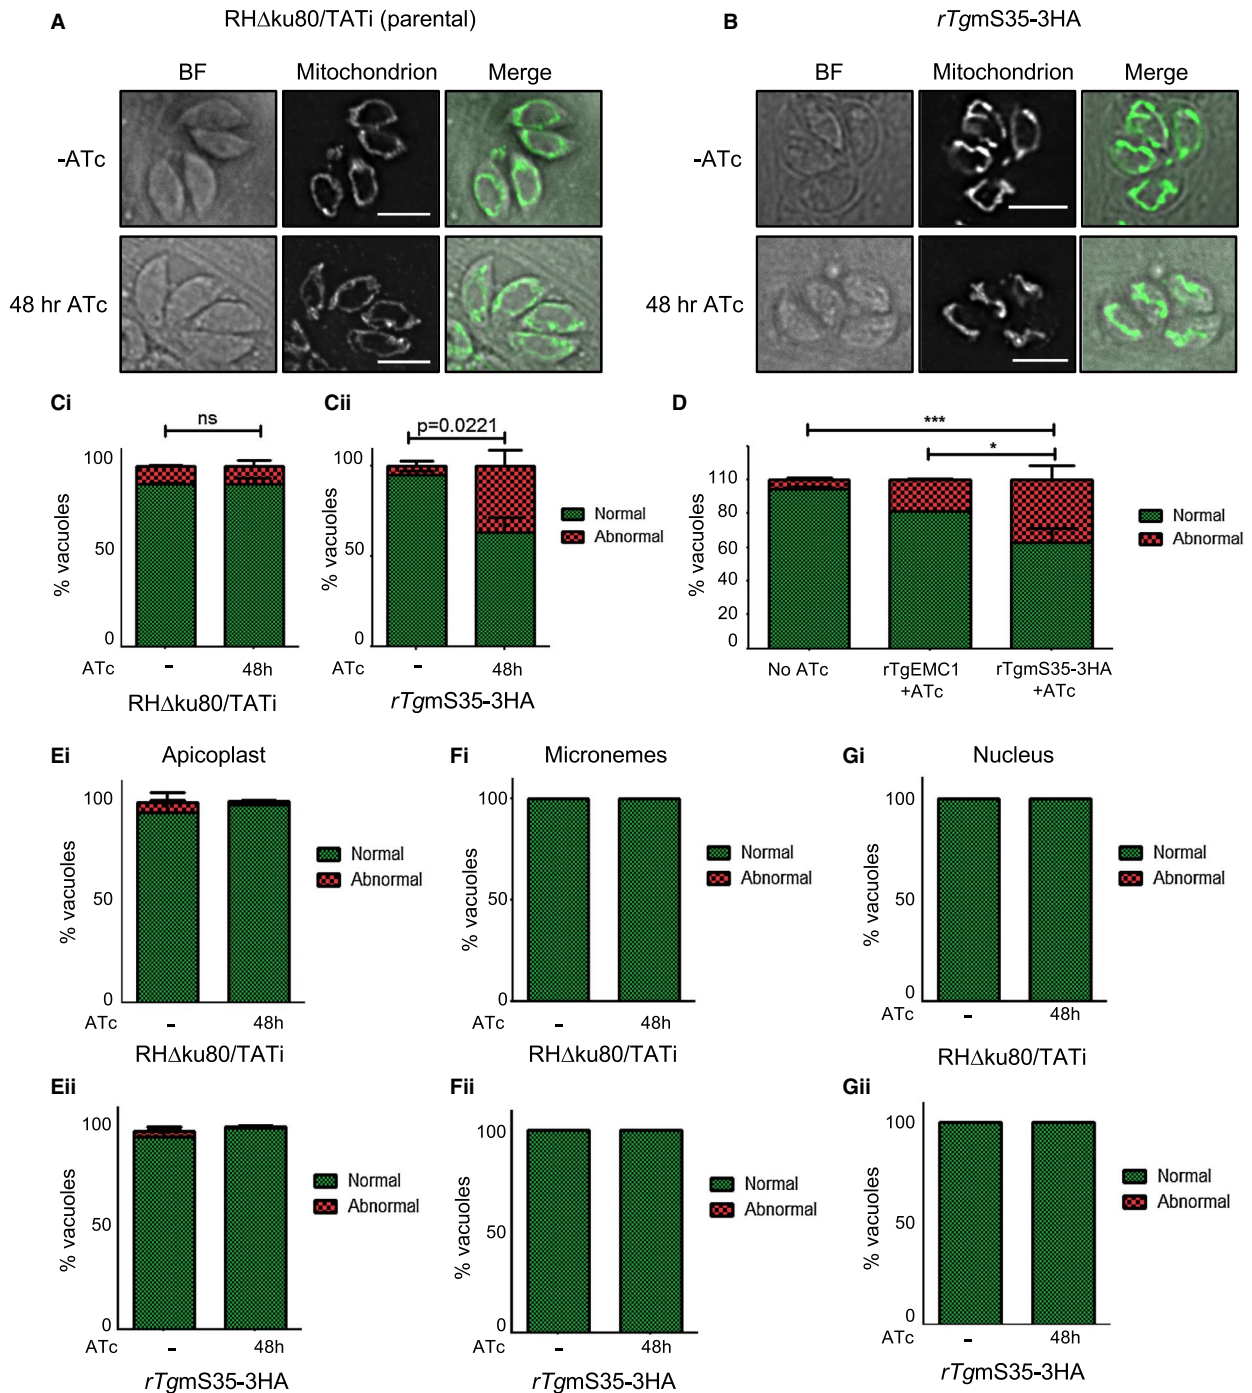 A RHΔku80/TATi (parental)
BF Mitochondrion Merge
-ATc
48 hr ATc
B rTgmS35-3HA
BF Mitochondrion Merge
-ATc
48 hr ATc
Ci
ns
100
50
0
% vacuoles
ATc - 48h
RHΔku80/TATi
Cii
p=0.0221
100
50
0
% vacuoles
ATc - 48h
rTgmS35-3HA
Normal
Abnormal
D
***
*
110
80
60
40
20
0
% vacuoles
No ATc rTgEMC1 +ATc rTgmS35-3HA +ATc
Normal
Abnormal
Ei Apicoplast
100
50
0
% vacuoles
ATc - 48h
RHΔku80/TATi
Normal
Abnormal
Fi Micronemes
100
50
0
% vacuoles
ATc - 48h
RHΔku80/TATi
Normal
Abnormal
Gi Nucleus
100
50
0
% vacuoles
ATc - 48h
RHΔku80/TATi
Normal
Abnormal
Eii
100
50
0
% vacuoles
ATc - 48h
rTgmS35-3HA
Normal
Abnormal
Fii
100
50
0
% vacuoles
ATc - 48h
rTgmS35-3HA
Normal
Abnormal
Gii
100
50
0
% vacuoles
ATc - 48h
rTgmS35-3HA
Normal
Abnormal